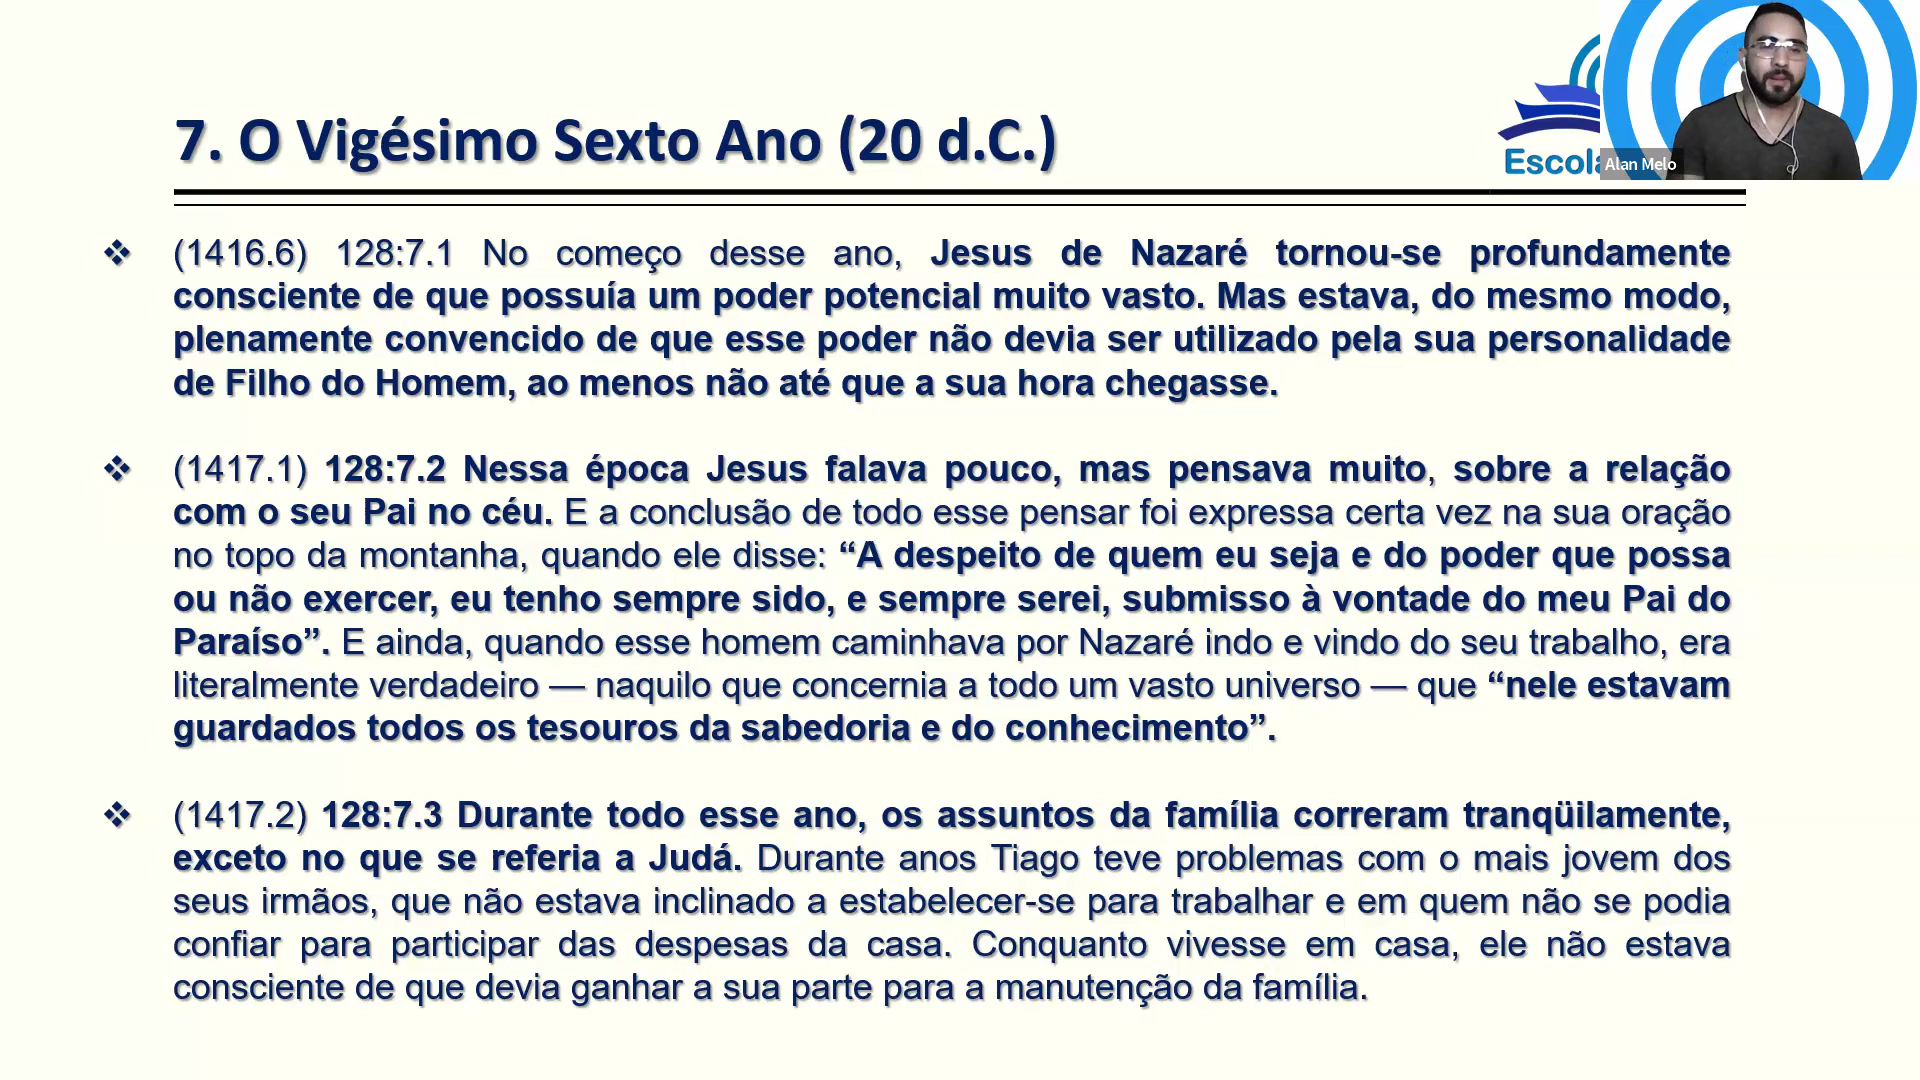 7. O Vigésimo Sexto Ano (20 d.C.)
Escola
Alan Melo
❖ (1416.6) 128:7.1 No começo desse ano, Jesus de Nazaré tornou-se profundamente
consciente de que possuía um poder potencial muito vasto. Mas estava, do mesmo modo,
plenamente convencido de que esse poder não devia ser utilizado pela sua personalidade
de Filho do Homem, ao menos não até que a sua hora chegasse.
❖ (1417.1) 128:7.2 Nessa época Jesus falava pouco, mas pensava muito, sobre a relação
com o seu Pai no céu. E a conclusão de todo esse pensar foi expressa certa vez na sua oração
no topo da montanha, quando ele disse: “A despeito de quem eu seja e do poder que possa
ou não exercer, eu tenho sempre sido, e sempre serei, submisso à vontade do meu Pai do
Paraíso”. E ainda, quando esse homem caminhava por Nazaré indo e vindo do seu trabalho, era
literalmente verdadeiro — naquilo que concernia a todo um vasto universo — que “nele estavam
guardados todos os tesouros da sabedoria e do conhecimento”.
❖ (1417.2) 128:7.3 Durante todo esse ano, os assuntos da família correram tranqüilamente,
exceto no que se referia a Judá. Durante anos Tiago teve problemas com o mais jovem dos
seus irmãos, que não estava inclinado a estabelecer-se para trabalhar e em quem não se podia
confiar para participar das despesas da casa. Conquanto vivesse em casa, ele não estava
consciente de que devia ganhar a sua parte para a manutenção da família.